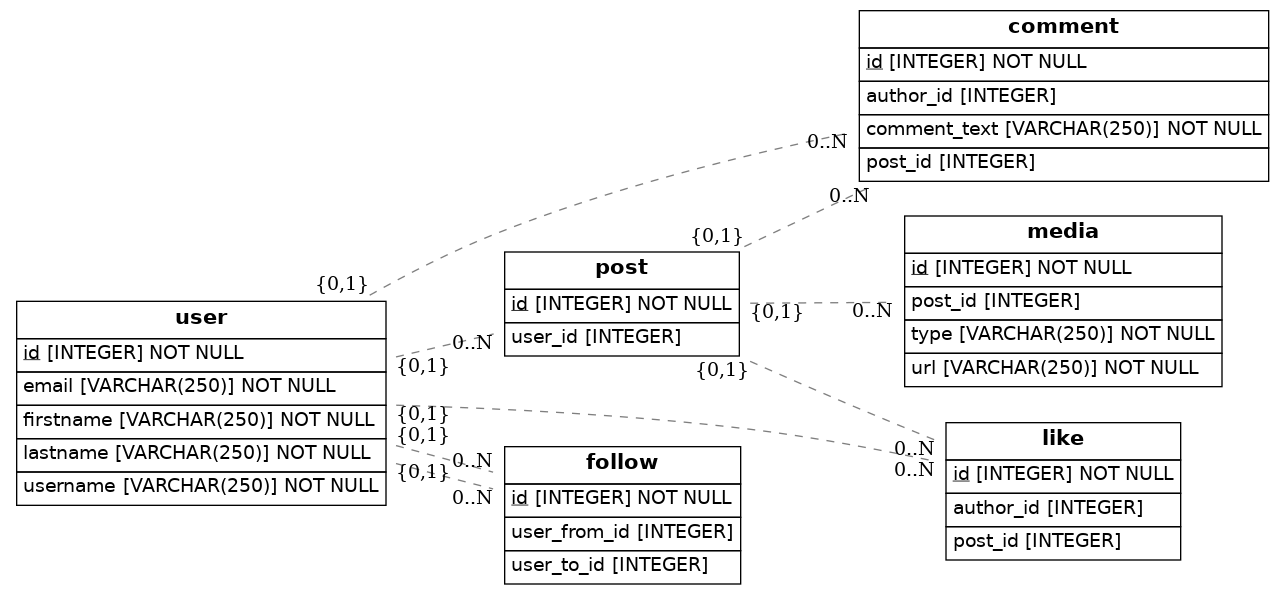 comment
id [INTEGER] NOT NULL
author_id [INTEGER]
comment_text [VARCHAR(250)] NOT NULL
post_id [INTEGER]
0..N
0..N
{0,1}
{0,1}
media
id [INTEGER] NOT NULL
post_id [INTEGER]
type [VARCHAR(250)] NOT NULL
url [VARCHAR(250)] NOT NULL
post
id [INTEGER] NOT NULL
user_id [INTEGER]
{0,1}
0..N
0..N
{0,1}
{0,1}
user
id [INTEGER] NOT NULL
email [VARCHAR(250)] NOT NULL
firstname [VARCHAR(250)] NOT NULL
lastname [VARCHAR(250)] NOT NULL
username [VARCHAR(250)] NOT NULL
{0,1}
{0,1}
0..N
{0,1}
0..N
follow
id [INTEGER] NOT NULL
user_from_id [INTEGER]
user_to_id [INTEGER]
0..N
0..N
like
id [INTEGER] NOT NULL
author_id [INTEGER]
post_id [INTEGER]